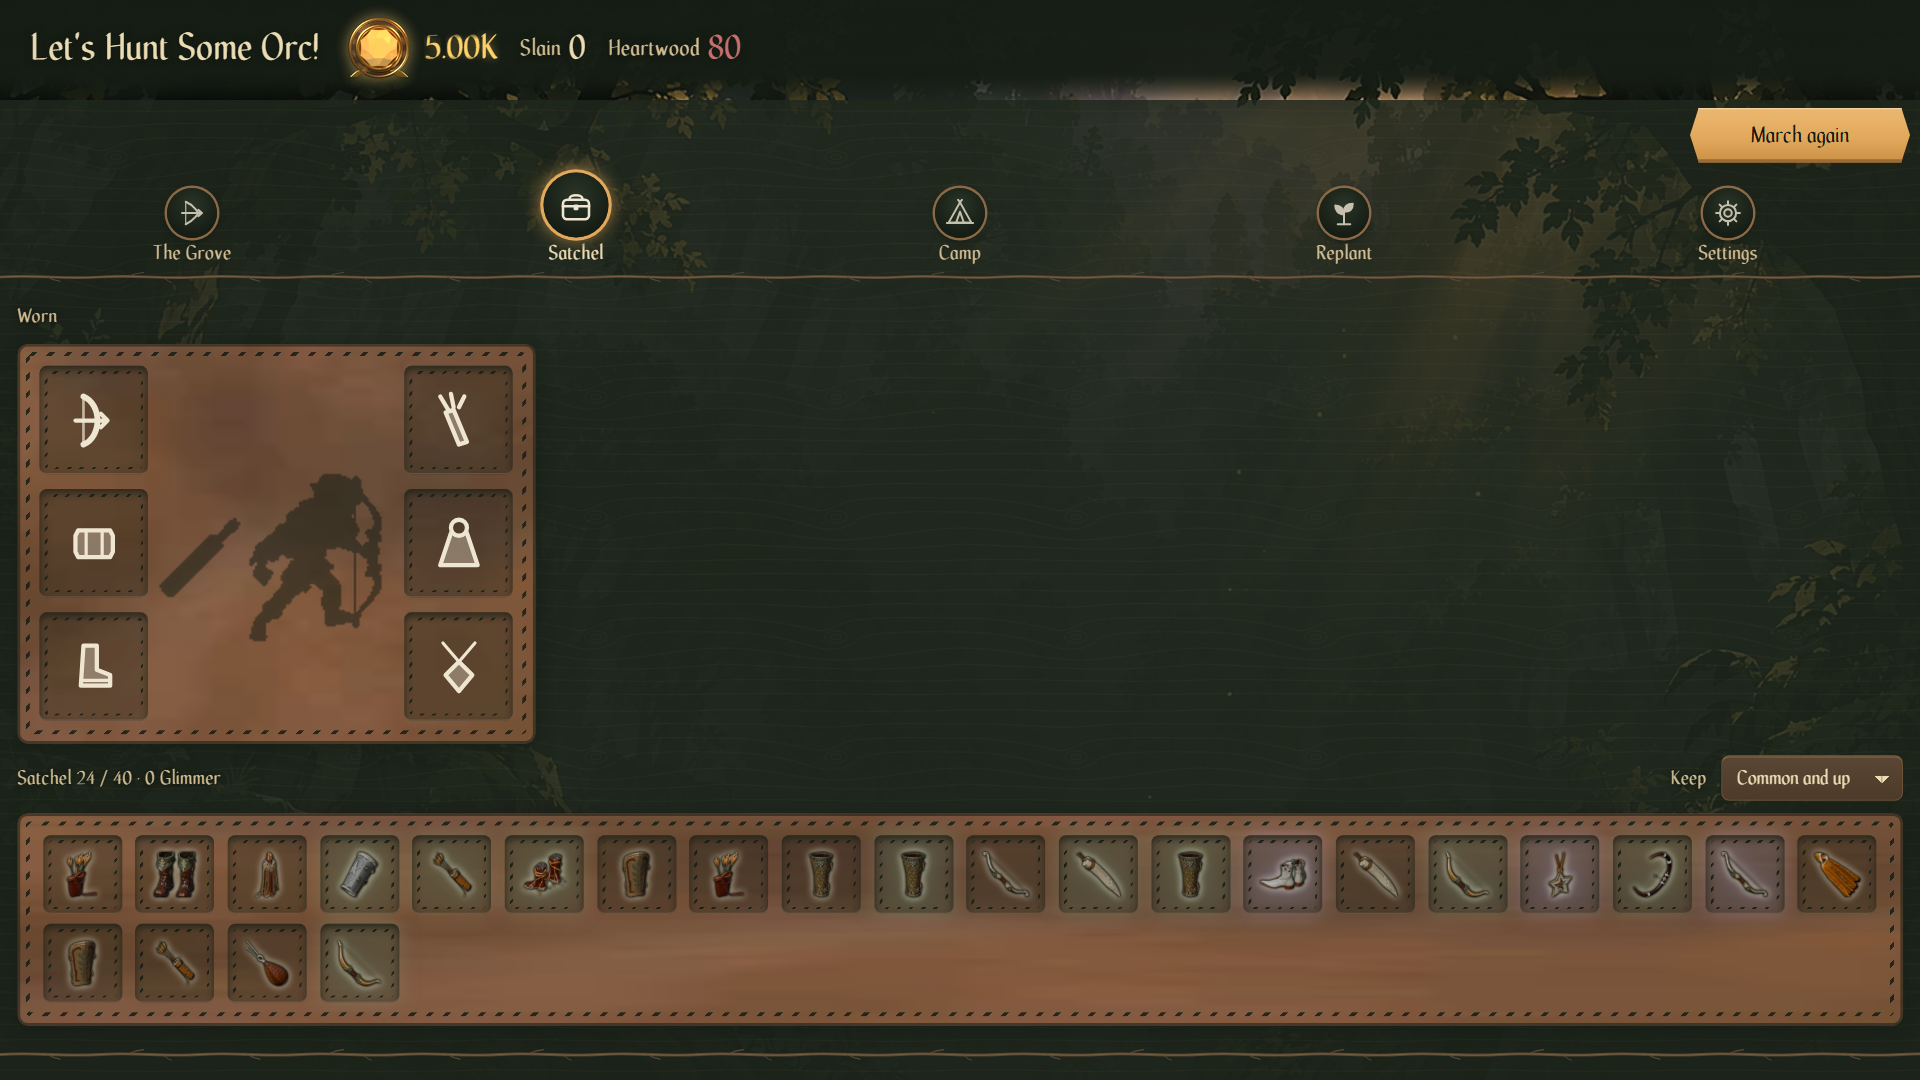 Let's Hunt Some Orc! 5.00K Slain 0 Heartwood 80
March again
The Grove Satchel Camp Replant Settings
Worn
Satchel 24 / 40 · 0 Glimmer Keep Common and up